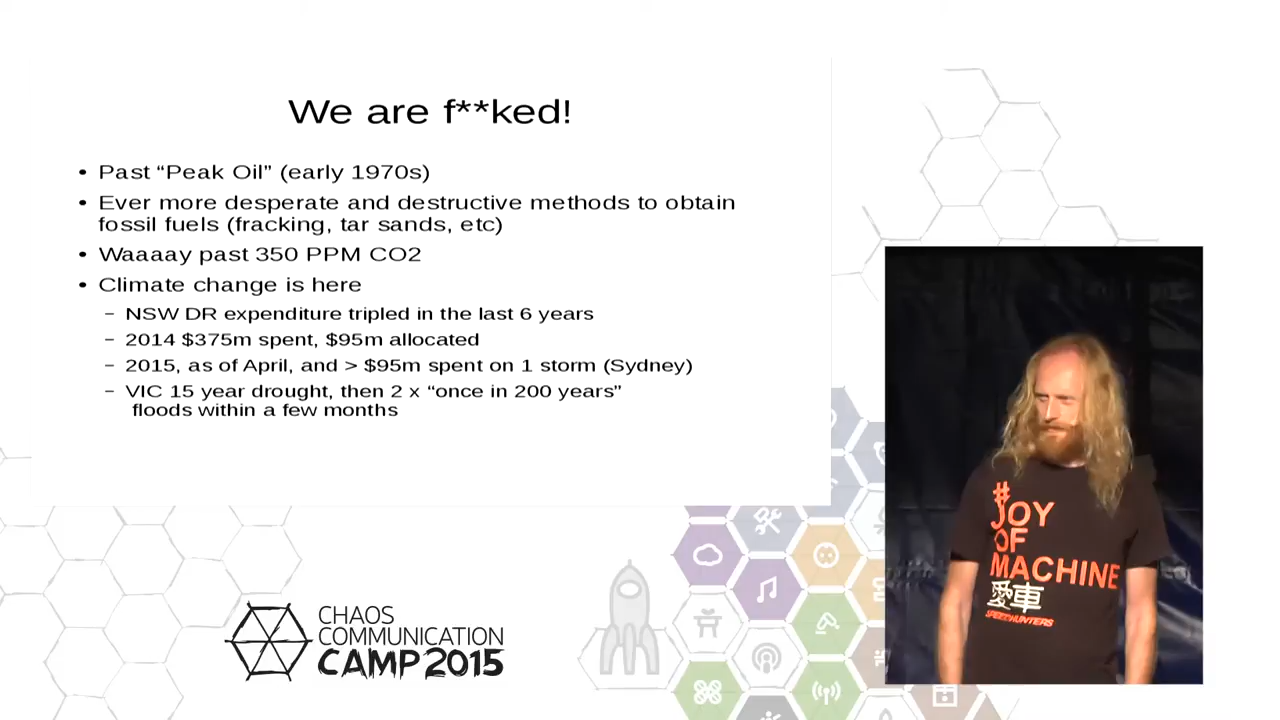 We are f**ked!
• Past “Peak Oil” (early 1970s)
• Ever more desperate and destructive methods to obtain
fossil fuels (fracking, tar sands, etc)
• Waaaay past 350 PPM CO2
• Climate change is here
– NSW DR expenditure tripled in the last 6 years
– 2014 $375m spent, $95m allocated
– 2015, as of April, and > $95m spent on 1 storm (Sydney)
– VIC 15 year drought, then 2 x “once in 200 years”
floods within a few months
#
JOY
OF
MACHINE
愛車
SPEEDHUNTERS
CHAOS
COMMUNICATION
CAMP 2015